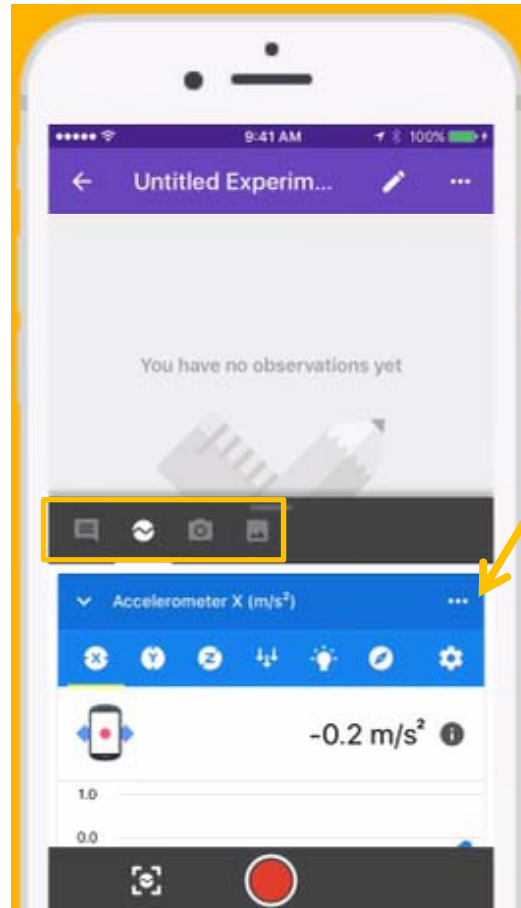 9:41 AM 100%
Untitled Experim...
You have no observations yet
Accelerometer X (m/s²)
X Y Z
-0.2 m/s²
1.0
0.0